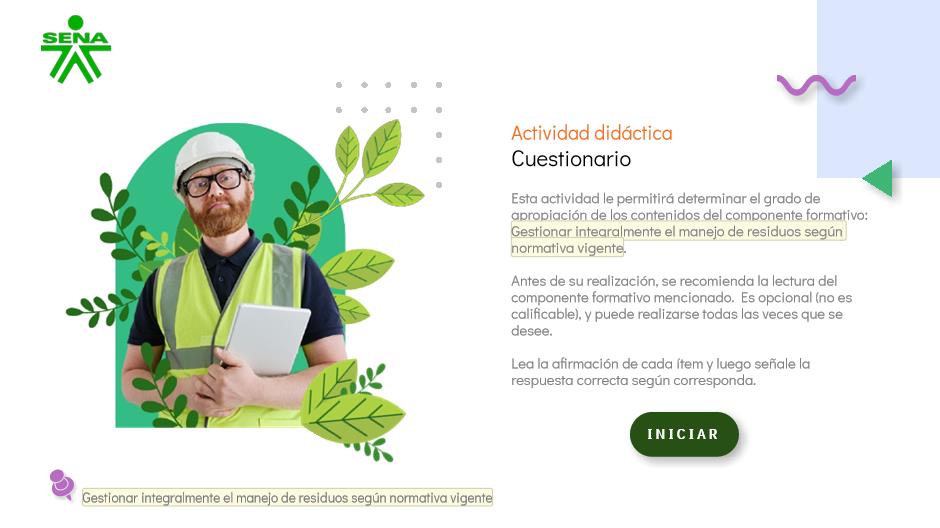 SENA
Actividad didáctica
Cuestionario
Esta actividad le permitirá determinar el grado de
apropiación de los contenidos del componente formativo:
Gestionar integralmente el manejo de residuos según
normativa vigente.
Antes de su realización, se recomienda la lectura del
componente formativo mencionado. Es opcional (no es
calificable), y puede realizarse todas las veces que se
desee.
Lea la afirmación de cada ítem y luego señale la
respuesta correcta según corresponda.
INICIAR
Gestionar integralmente el manejo de residuos según normativa vigente